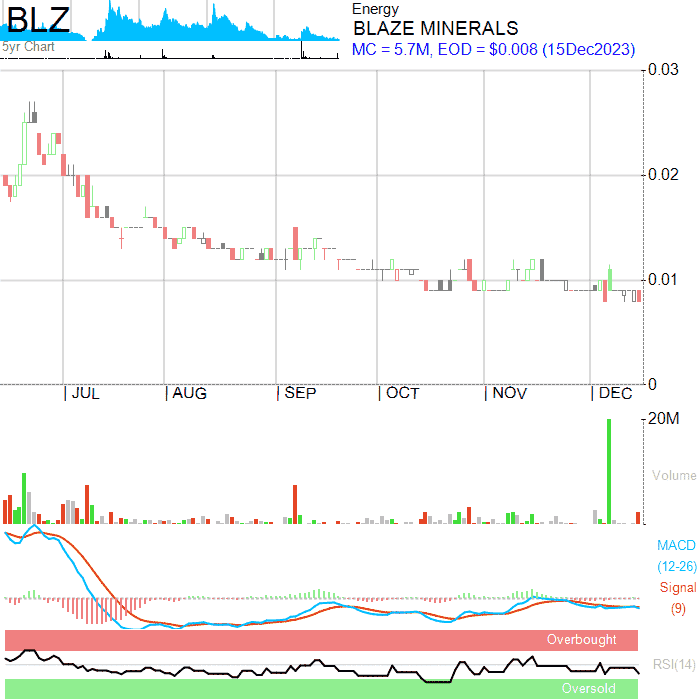 BLZ
5yr Chart
Energy
BLAZE MINERALS
MC = 5.7M, EOD = $0.008 (15Dec2023)
0.03
0.02
0.01
0
JUL AUG SEP OCT NOV DEC
20M
Volume
MACD
(12-26)
Signal
(9)
Overbought
RSI(14)
Oversold